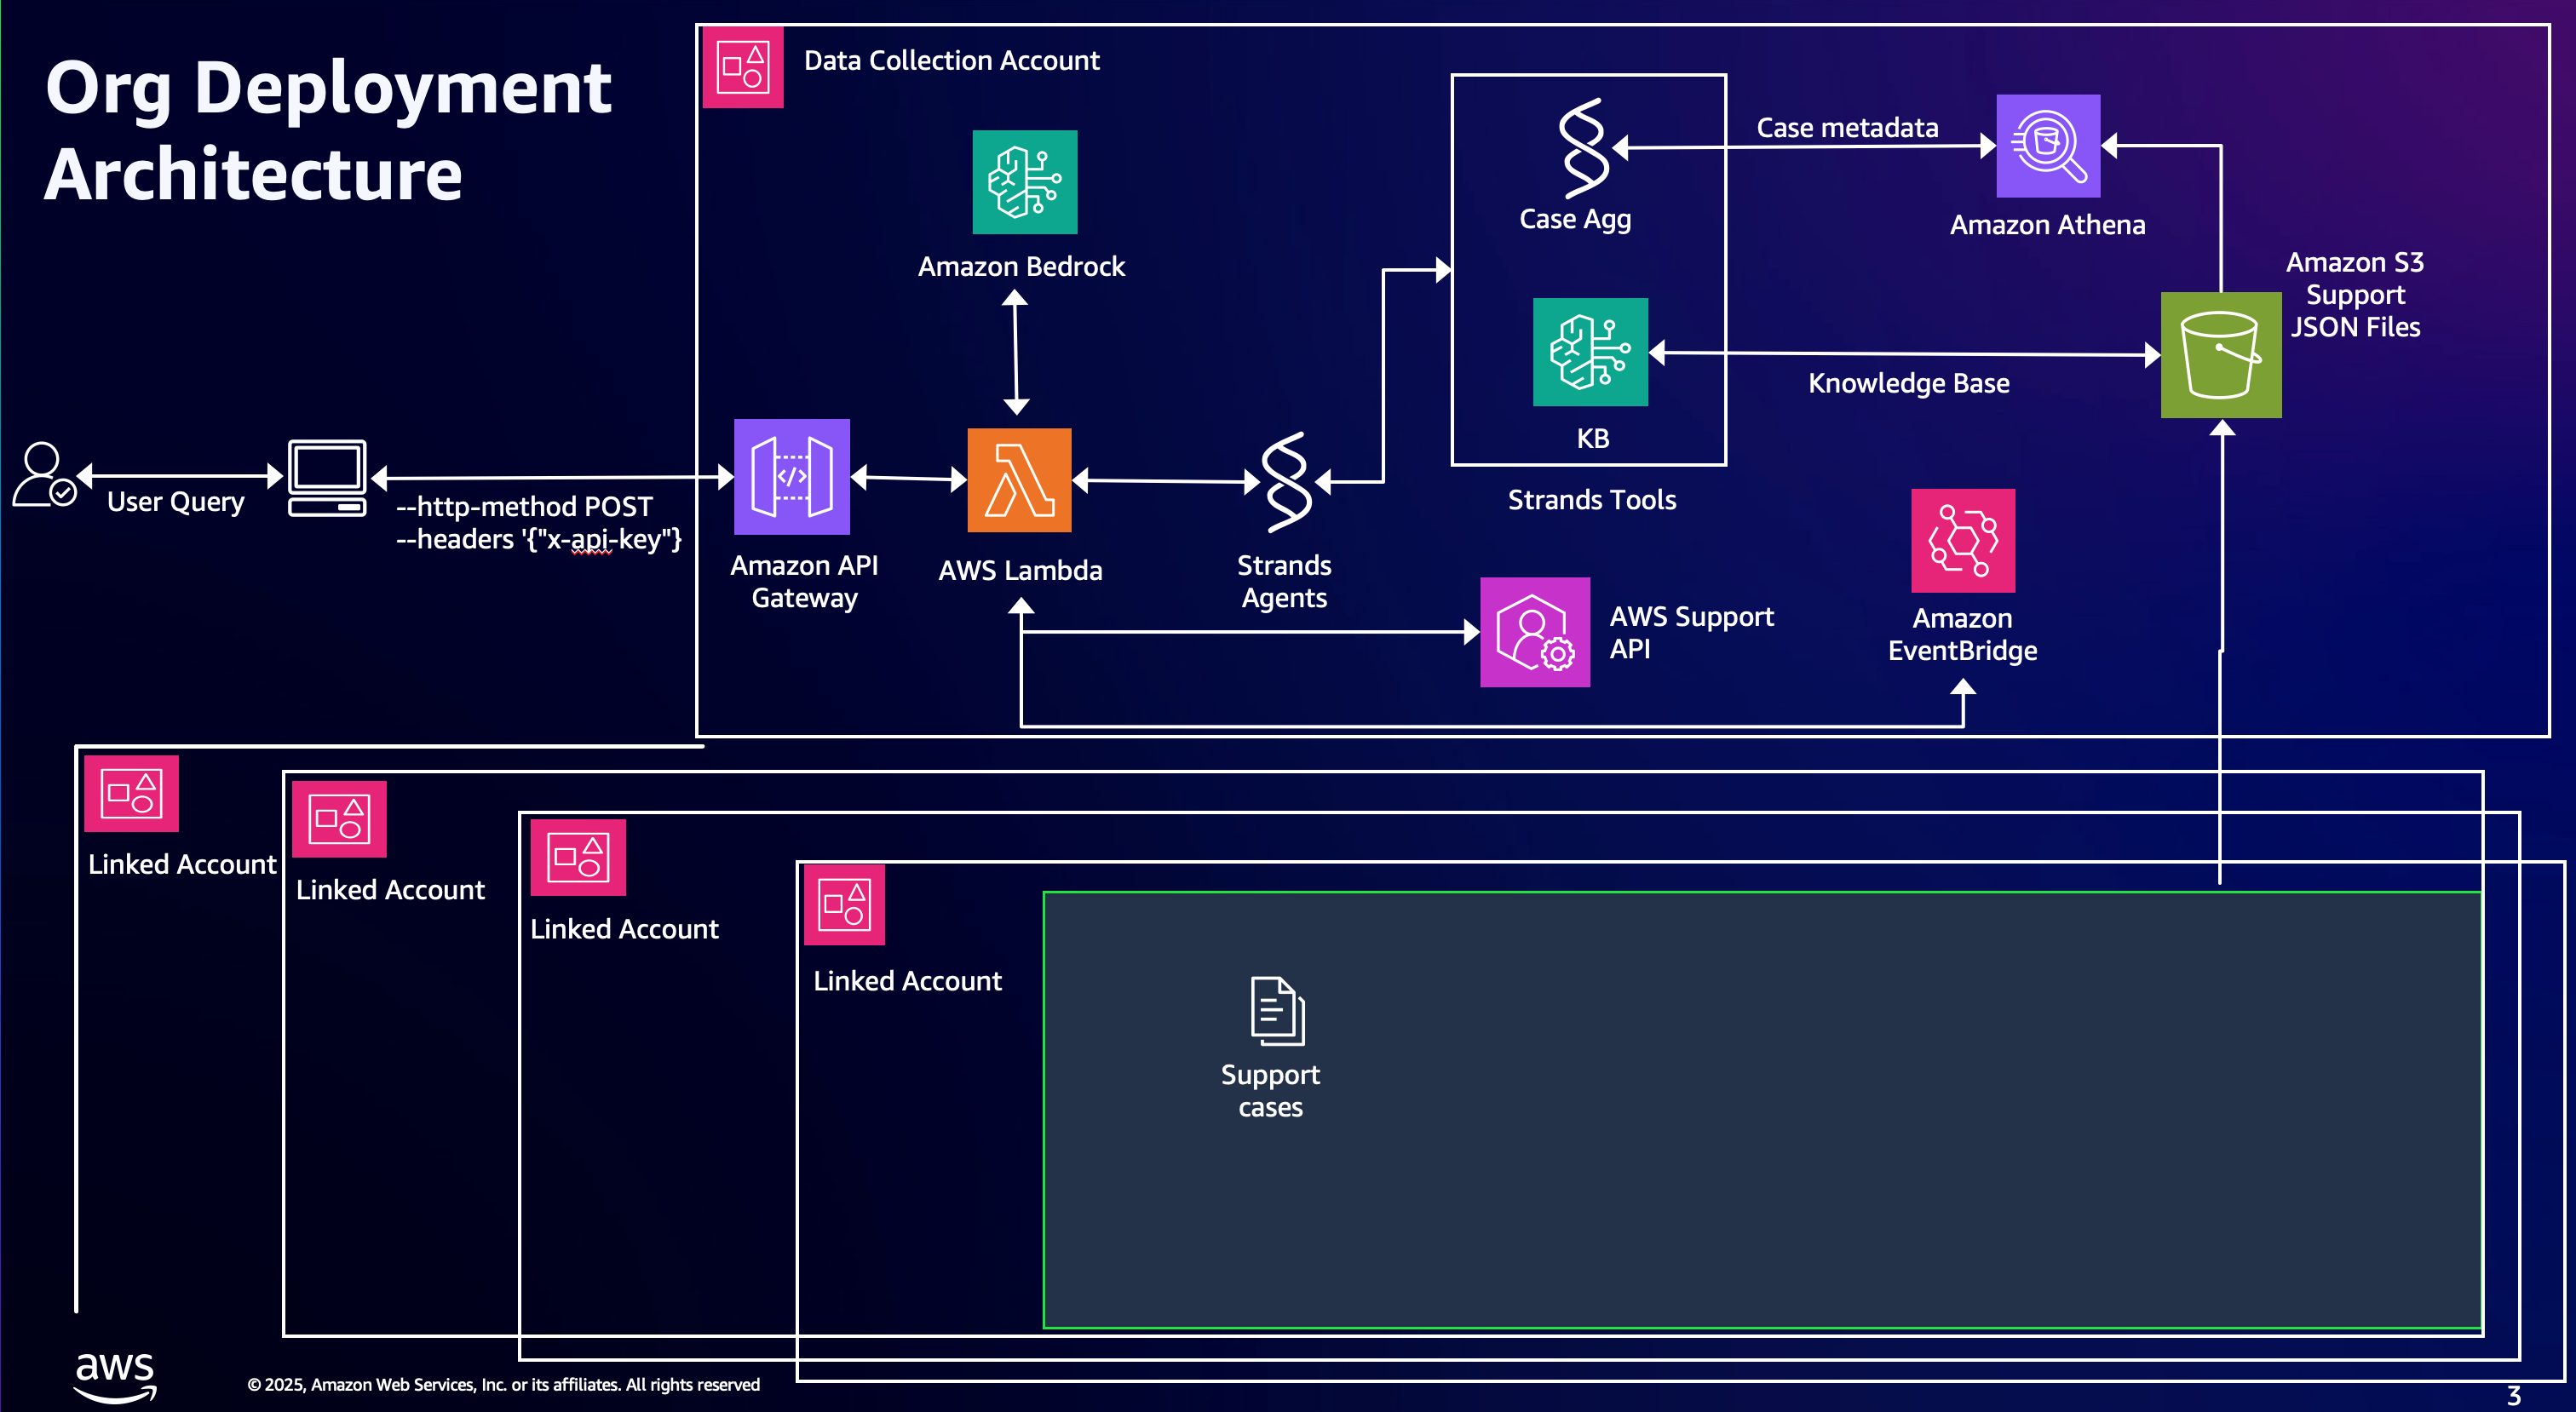 Org Deployment
Architecture
Data Collection Account
Amazon Bedrock
Case Agg
Case metadata
Amazon Athena
Amazon S3
Support
JSON Files
KB
Knowledge Base
Strands Tools
User Query
--http-method POST
--headers '{"x-api-key"}
Amazon API
Gateway
AWS Lambda
Strands
Agents
AWS Support
API
Amazon
EventBridge
Linked Account
Linked Account
Linked Account
Linked Account
Support
cases
aws
© 2025, Amazon Web Services, Inc. or its affiliates. All rights reserved
3